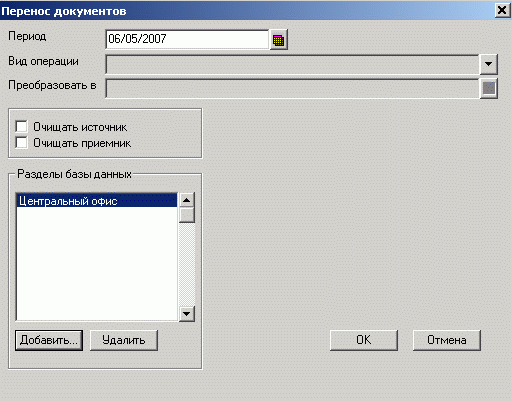 Перенос документов
Период 06/05/2007
Вид операции
Преобразовать в
Очищать источник
Очищать приемник
Разделы базы данных
Центральный офис
Добавить... Удалить OK Отмена